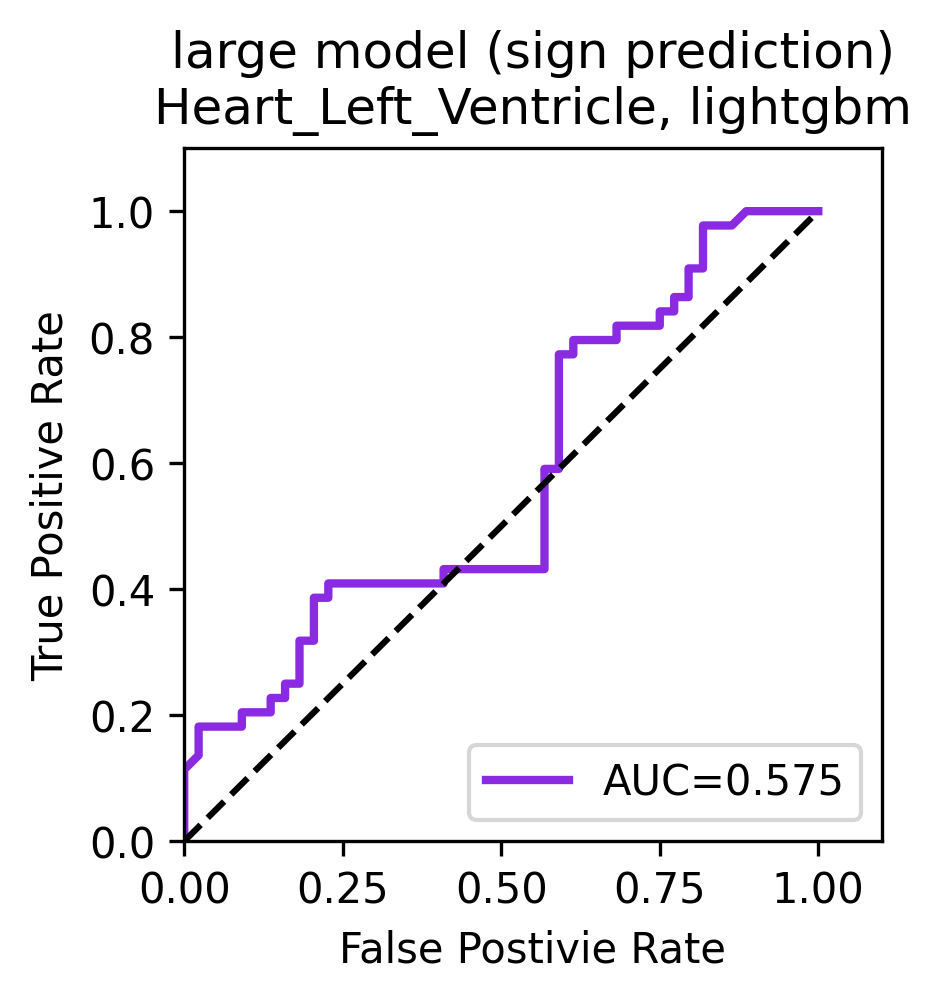 large model (sign prediction)
Heart_Left_Ventricle, lightgbm
True Positive Rate
1.0
0.8
0.6
0.4
0.2
0.0
AUC=0.575
0.00 0.25 0.50 0.75 1.00
False Postivie Rate